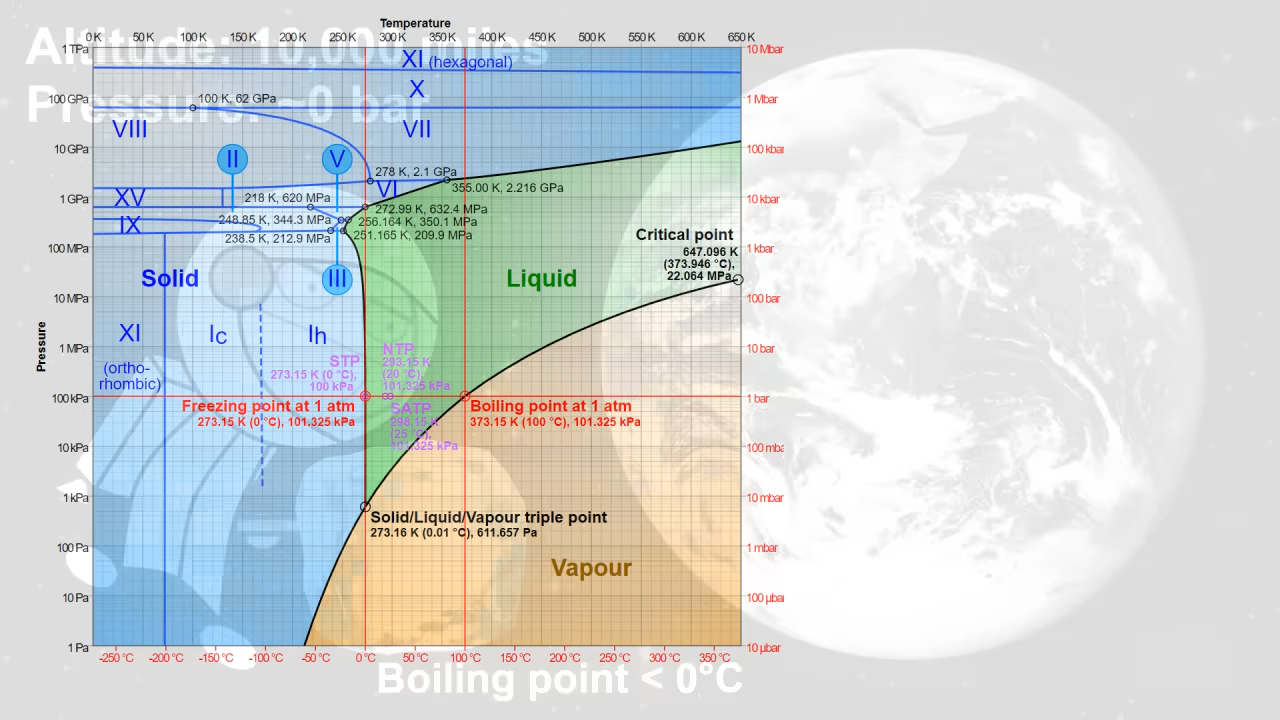 Altitude: 10,000 miles
Pressure: ~0 bar
Temperature
0 K 50 K 100 K 150 K 200 K 250 K 300 K 350 K 400 K 450 K 500 K 550 K 600 K 650 K
1 TPa
100 GPa
10 GPa
1 GPa
100 MPa
10 MPa
1 MPa
100 kPa
10 kPa
1 kPa
100 Pa
10 Pa
1 Pa
Pressure
10 Mbar
1 Mbar
100 kbar
10 kbar
1 kbar
100 bar
10 bar
1 bar
100 mba
10 mbar
1 mbar
100 µbar
10 µbar
XI (hexagonal)
X
100 K, 62 GPa
VIII
VII
II
V
278 K, 2.1 GPa
VI
355.00 K, 2.216 GPa
XV
218 K, 620 MPa
272.99 K, 632.4 MPa
IX
248.85 K, 344.3 MPa
256.164 K, 350.1 MPa
238.5 K, 212.9 MPa
251.165 K, 209.9 MPa
Critical point
647.096 K
(373.946 °C),
22.064 MPa
Solid
III
Liquid
XI
(ortho-
rhombic)
Ic
Ih
STP
273.15 K (0 °C),
100 kPa
NTP
293.15 K
(20 °C),
101.325 kPa
Freezing point at 1 atm
273.15 K (0 °C), 101.325 kPa
SATP
298.15 K
(25 °C),
101.325 kPa
Boiling point at 1 atm
373.15 K (100 °C), 101.325 kPa
Solid/Liquid/Vapour triple point
273.16 K (0.01 °C), 611.657 Pa
Vapour
-250 °C -200 °C -150 °C -100 °C -50 °C 0 °C 50 °C 100 °C 150 °C 200 °C 250 °C 300 °C 350 °C
Boiling point < 0°C